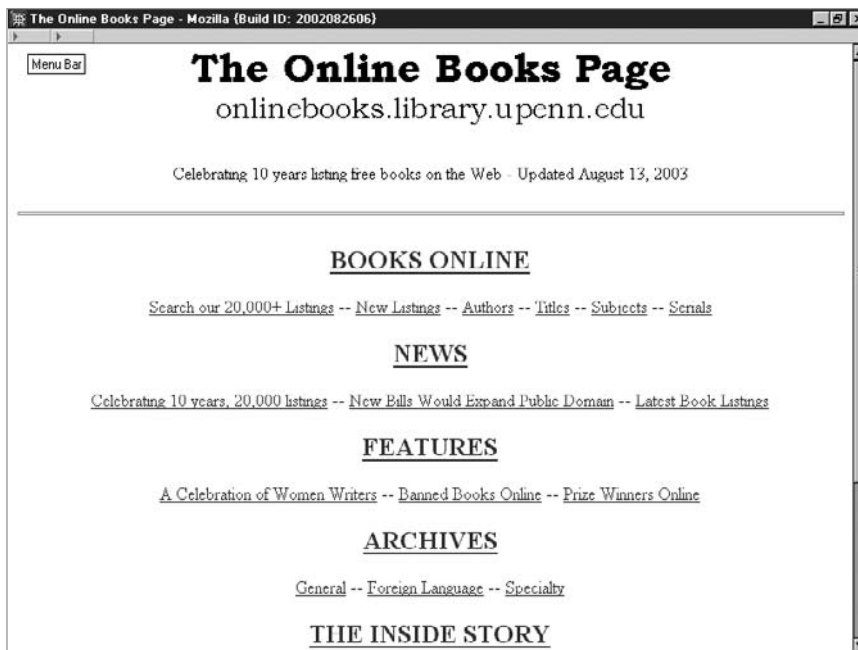 The Online Books Page - Mozilla {Build ID: 2002082606}
Menu Bar
The Online Books Page
onlinebooks.library.upenn.edu
Celebrating 10 years listing free books on the Web - Updated August 13, 2003
BOOKS ONLINE
Search our 20,000+ Listings -- New Listings -- Authors -- Titles -- Subjects -- Serials
NEWS
Celebrating 10 years, 20,000 listings -- New Bills Would Expand Public Domain -- Latest Book Listings
FEATURES
A Celebration of Women Writers -- Banned Books Online -- Prize Winners Online
ARCHIVES
General -- Foreign Language -- Specialty
THE INSIDE STORY